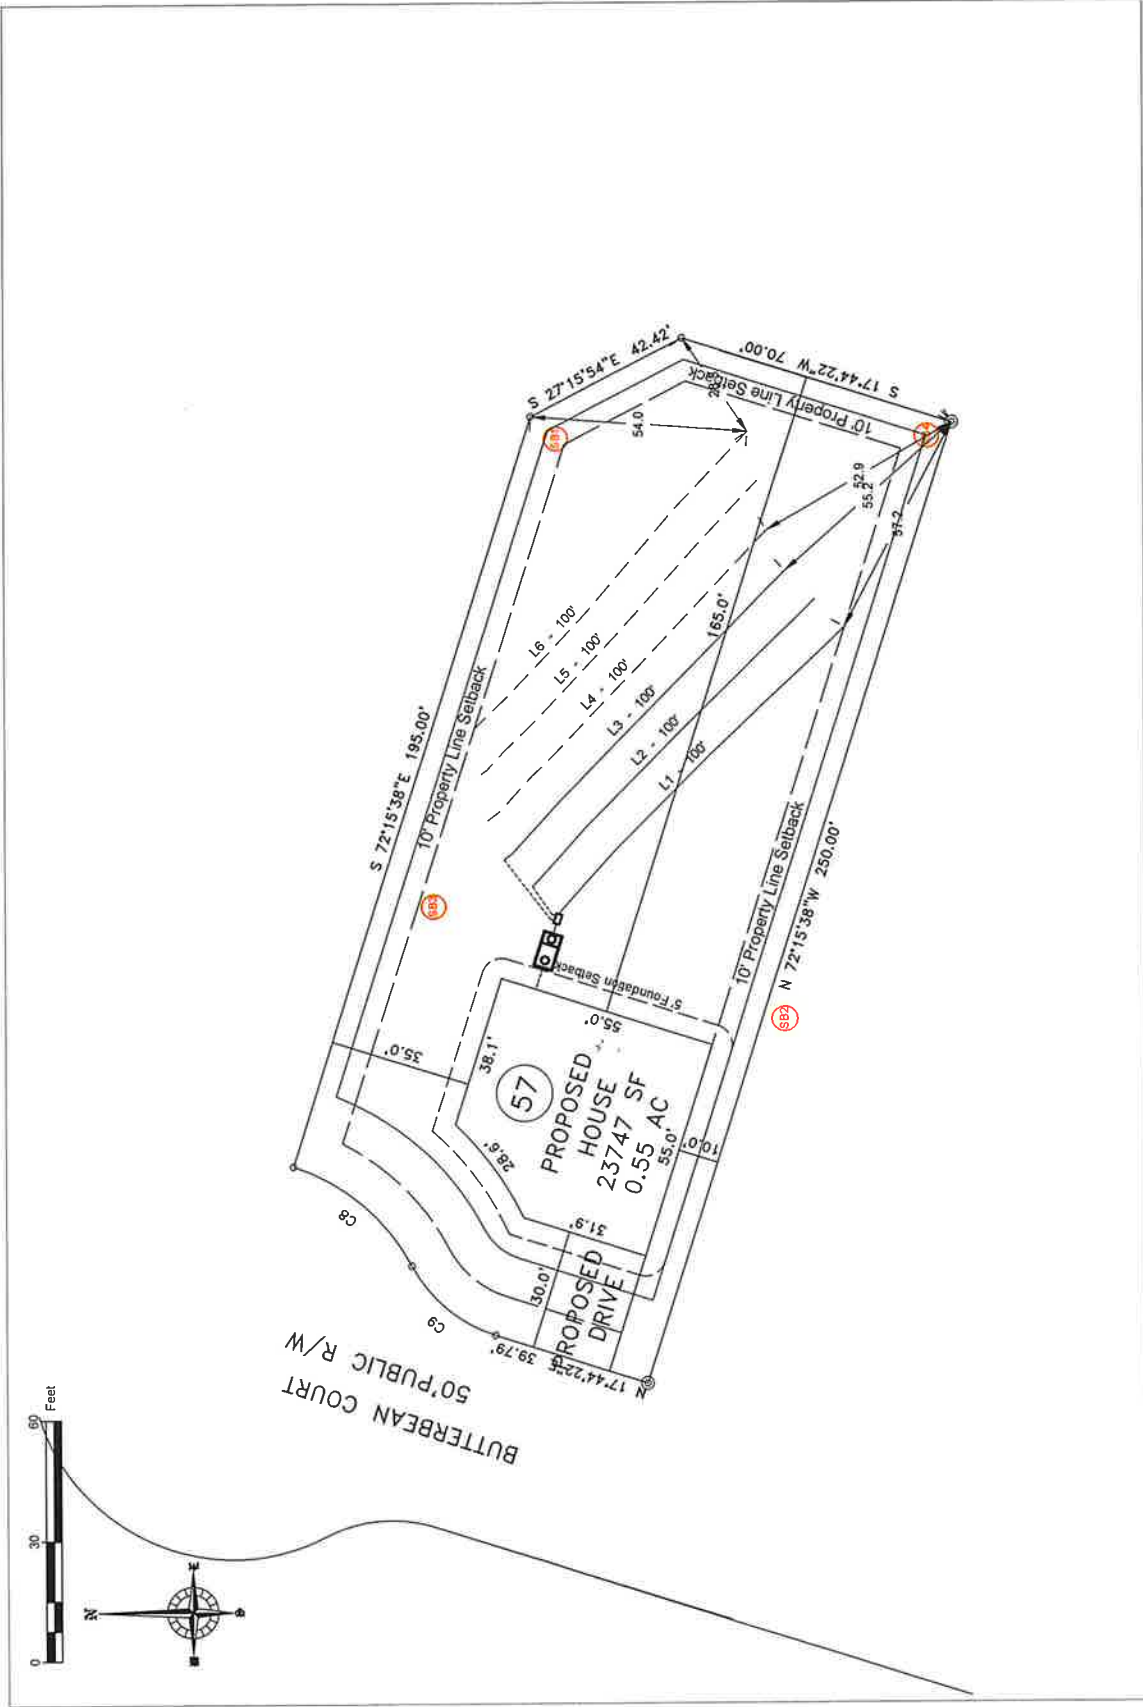 0
30
60
Feet
N
E
S 72°15'38"E 195.00'
S 27°15'54"E 42.42'
S 17°44'22"W 70.00'
N 72°15'38"W 250.00'
N 17°44'22"E 39.79'
10' Property Line Setback
10' Property Line Setback
10' Property Line Setback
5' Foundation Setback
SB2
54.0
52.9
55.2
57.2
165.0'
L6 - 100'
L5 - 100'
L4 - 100'
L3 - 100'
L2 - 100'
L1 - 100'
35.0'
38.1'
28.6'
55.0'
55.0'
31.9'
30.0'
10.0'
57
PROPOSED
HOUSE
23747 SF
0.55 AC
PROPOSED
DRIVE
C8
C9
BUTTERBEAN COURT
50'PUBLIC R/W